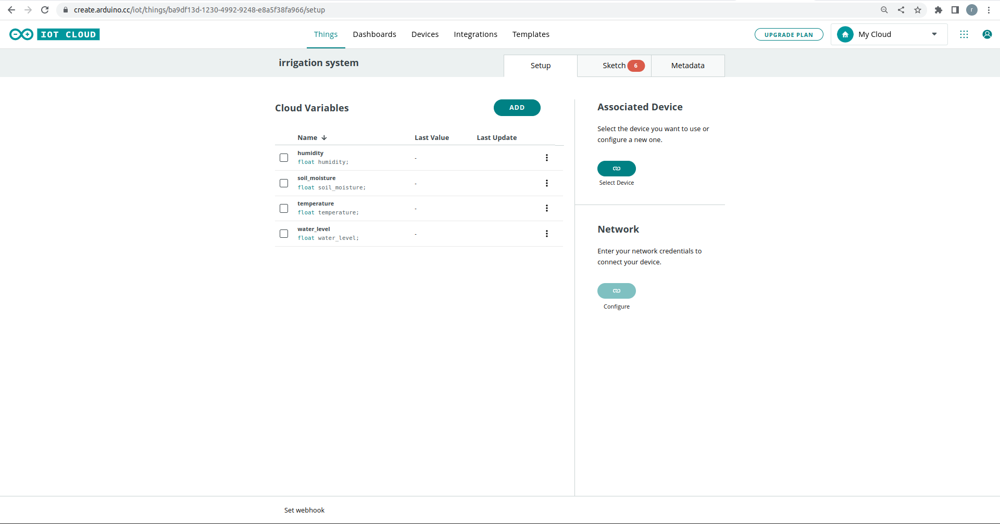 create.arduino.cc/iot/things/ba9df13d-1230-4992-9248-e8a5f38fa966/setup
r
IOT CLOUD
Things Dashboards Devices Integrations Templates
UPGRADE PLAN
My Cloud
irrigation system
Setup Sketch 6 Metadata
Cloud Variables
ADD
Name Last Value Last Update
humidity
float humidity;
-
soil_moisture
float soil_moisture;
-
temperature
float temperature;
-
water_level
float water_level;
-
Associated Device
Select the device you want to use or
configure a new one.
Select Device
Network
Enter your network credentials to
connect your device.
Configure
Set webhook